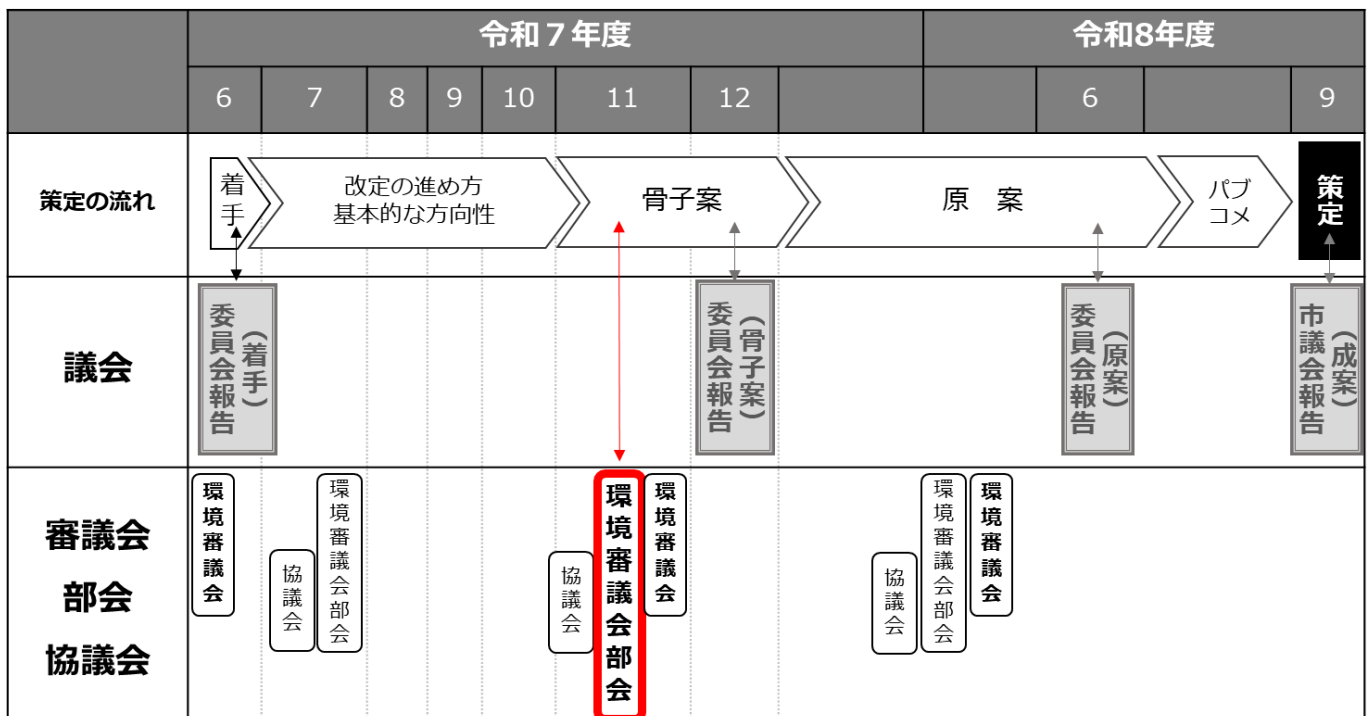 令和７年度
令和8年度
6
7
8
9
10
11
12
6
9
策定の流れ
着
手
改定の進め方
基本的な方向性
骨子案
原　案
パブ
コメ
策定
議会
委員会報告
（着手）
委員会報告
（骨子案）
委員会報告
（原案）
市議会報告
（成案）
審議会
部会
協議会
環境審議会
協議会
環境審議会部会
協議会
環境審議会部会
環境審議会
協議会
環境審議会部会
環境審議会